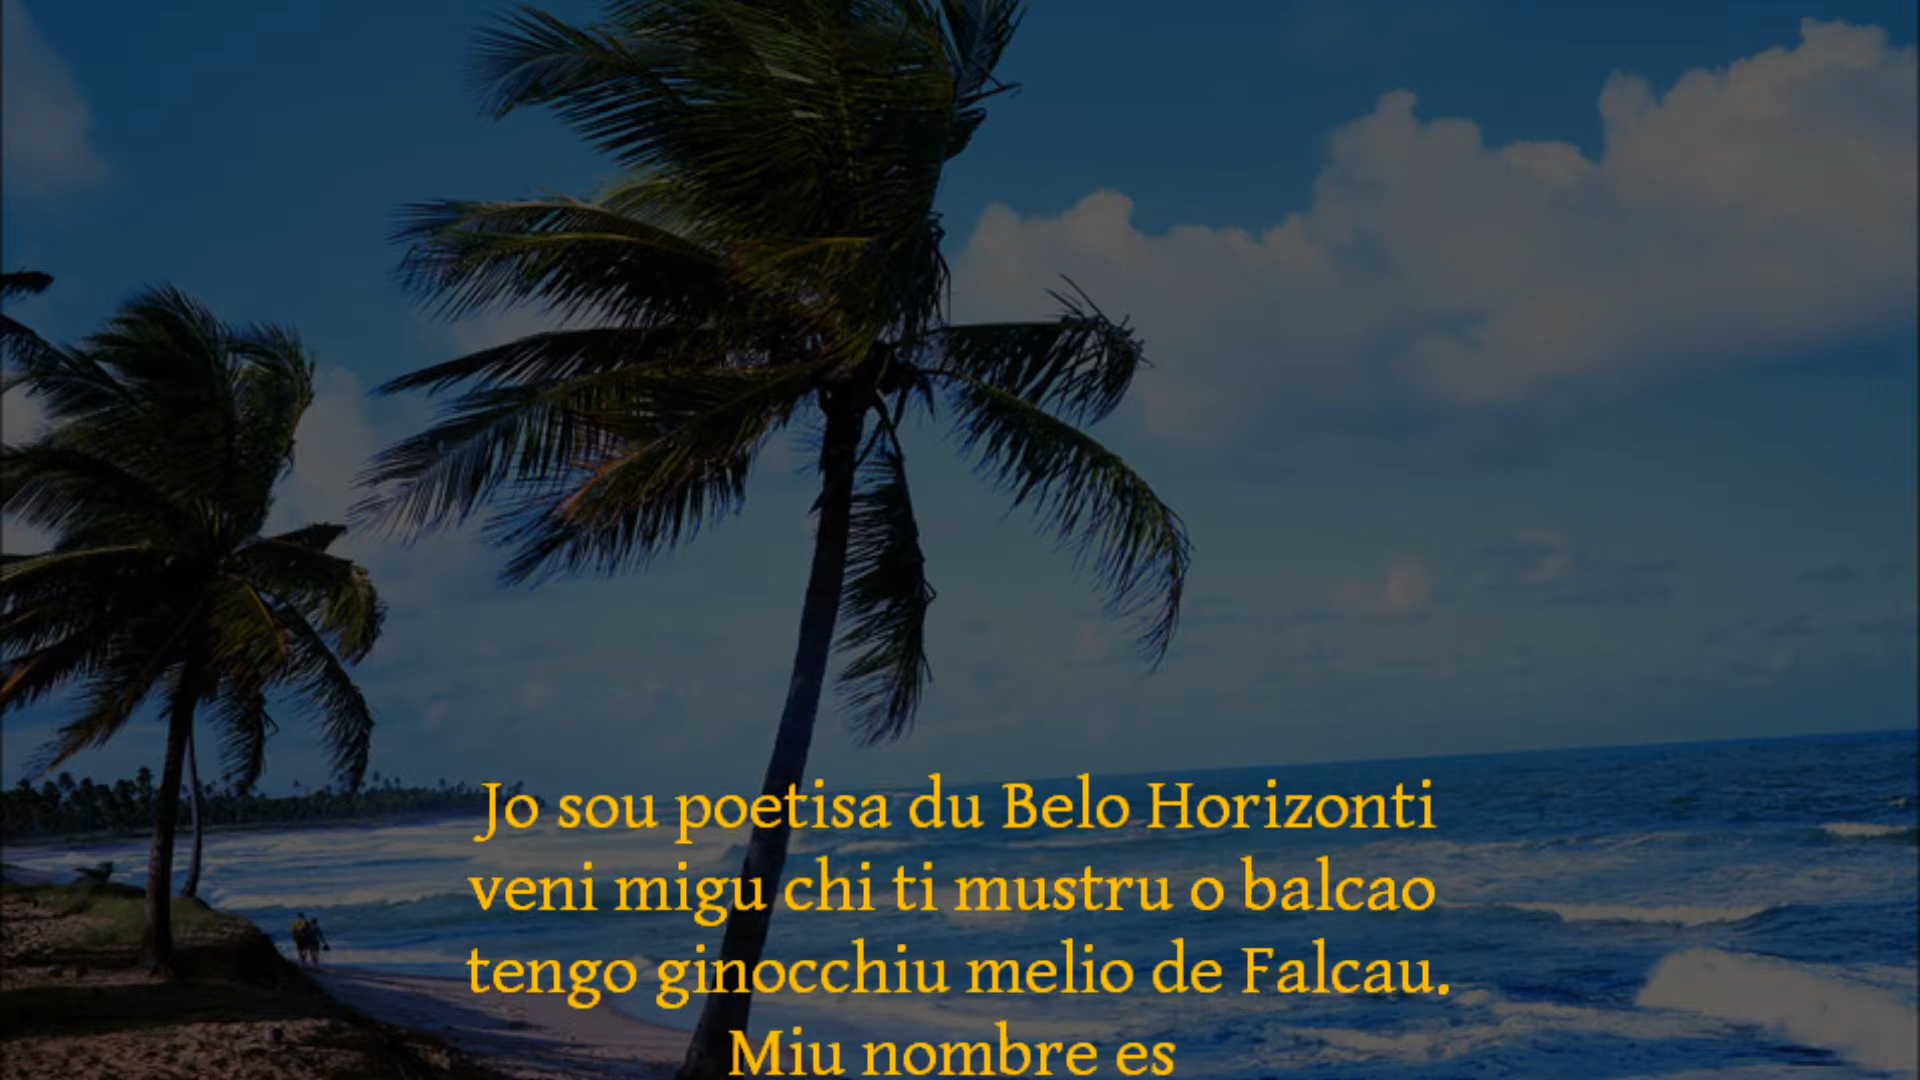 Jo sou poetisa du Belo Horizonti
veni migu chi ti mustru o balcao
tengo ginocchiu melio de Falcau.
Miu nombre es